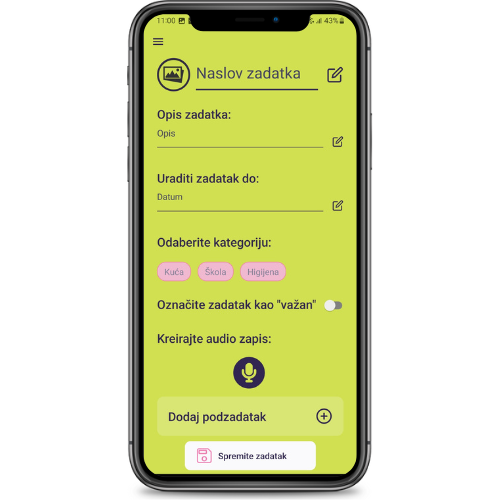 11:00
43%
Naslov zadatka
Opis zadatka:
Opis
Uraditi zadatak do:
Datum
Odaberite kategoriju:
Kuća Škola Higijena
Označite zadatak kao "važan"
Kreirajte audio zapis:
Dodaj podzadatak
Spremite zadatak